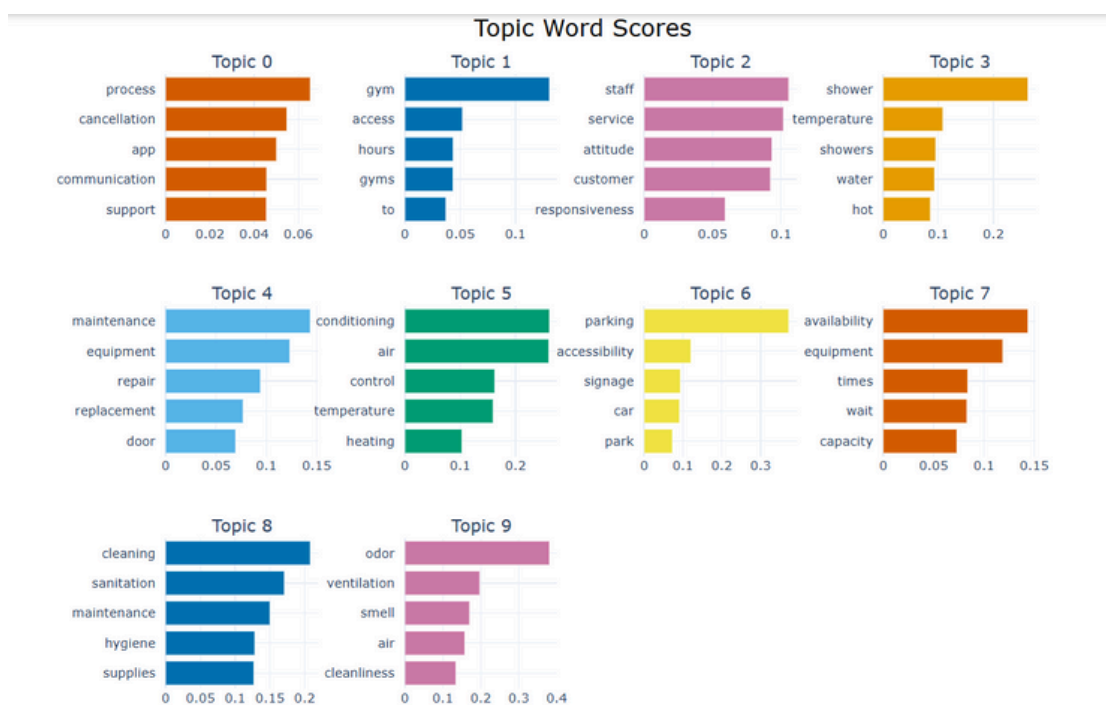 Topic Word Scores
Topic 0
process
cancellation
app
communication
support
0 0.02 0.04 0.06
Topic 1
gym
access
hours
gyms
to
0 0.05 0.1
Topic 2
staff
service
attitude
customer
responsiveness
0 0.05 0.1
Topic 3
shower
temperature
showers
water
hot
0 0.1 0.2
Topic 4
maintenance
equipment
repair
replacement
door
0 0.05 0.1 0.15
Topic 5
conditioning
air
control
temperature
heating
0 0.1 0.2
Topic 6
parking
accessibility
signage
car
park
0 0.1 0.2 0.3
Topic 7
availability
equipment
times
wait
capacity
0 0.05 0.1 0.15
Topic 8
cleaning
sanitation
maintenance
hygiene
supplies
0 0.05 0.1 0.15 0.2
Topic 9
odor
ventilation
smell
air
cleanliness
0 0.1 0.2 0.3 0.4